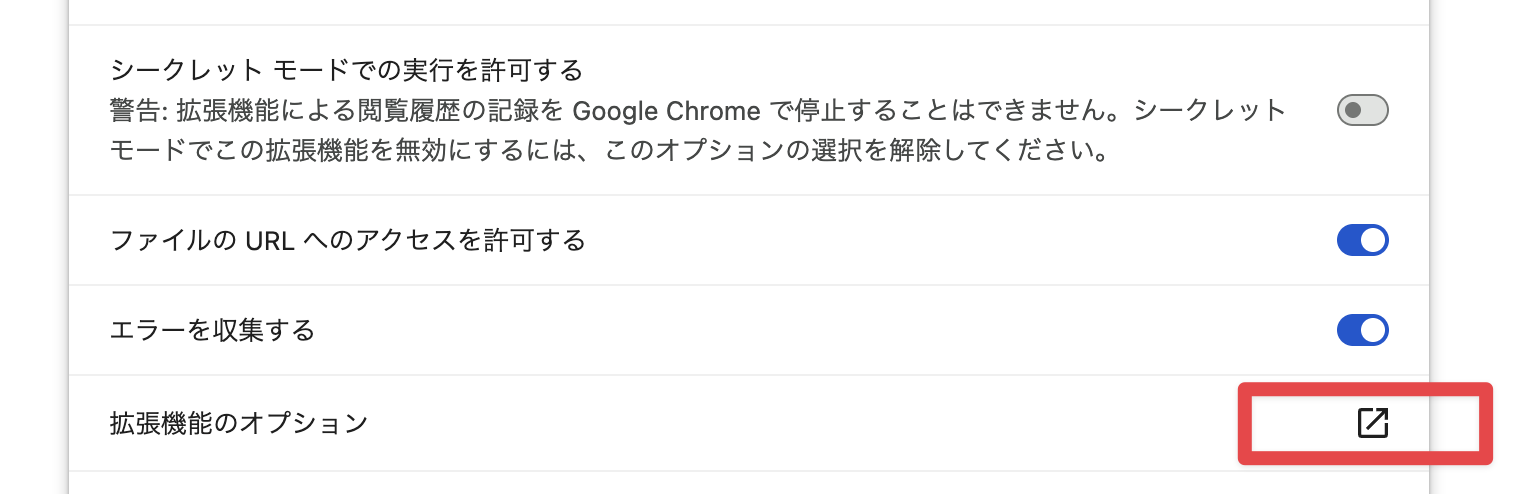 シークレット モードでの実行を許可する
警告: 拡張機能による閲覧履歴の記録を Google Chrome で停止することはできません。シークレット
モードでこの拡張機能を無効にするには、このオプションの選択を解除してください。
ファイルの URL へのアクセスを許可する
エラーを収集する
拡張機能のオプション